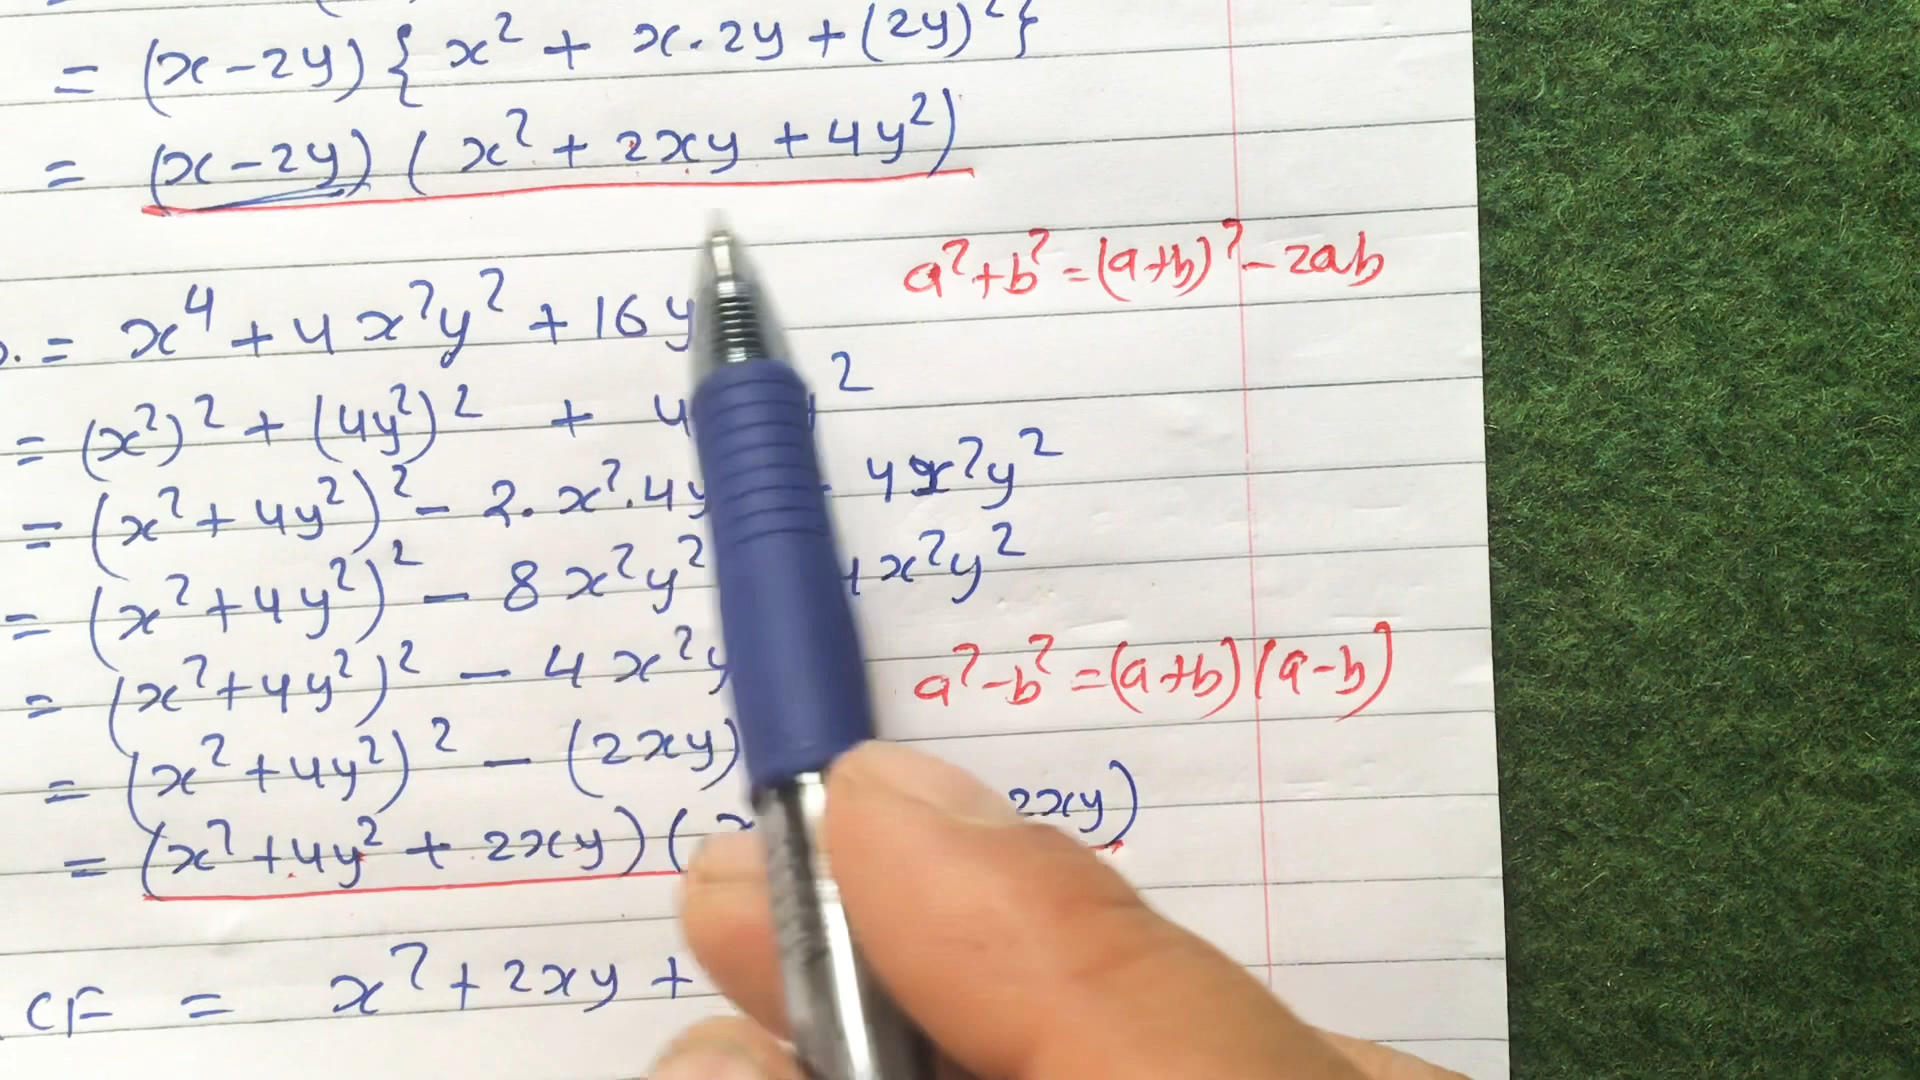 = (x-2y) { x² + x.2y + (2y)² }
= (x-2y) ( x² + 2xy + 4y²)
a²+b² = (a+b)² - 2ab
= x⁴ + 4x²y² + 16y
= (x²)² + (4y²)² + 4 ²
= (x² + 4y²)² - 2. x². 4y 4x²y²
= (x² + 4y²)² - 8x²y² +x²y²
= (x² + 4y²)² - 4x²y
a²-b² = (a+b) (a-b)
= (x² + 4y²)² - (2xy)
= (x² + 4y² + 2xy) ( 2xy)
CF = x² + 2xy +